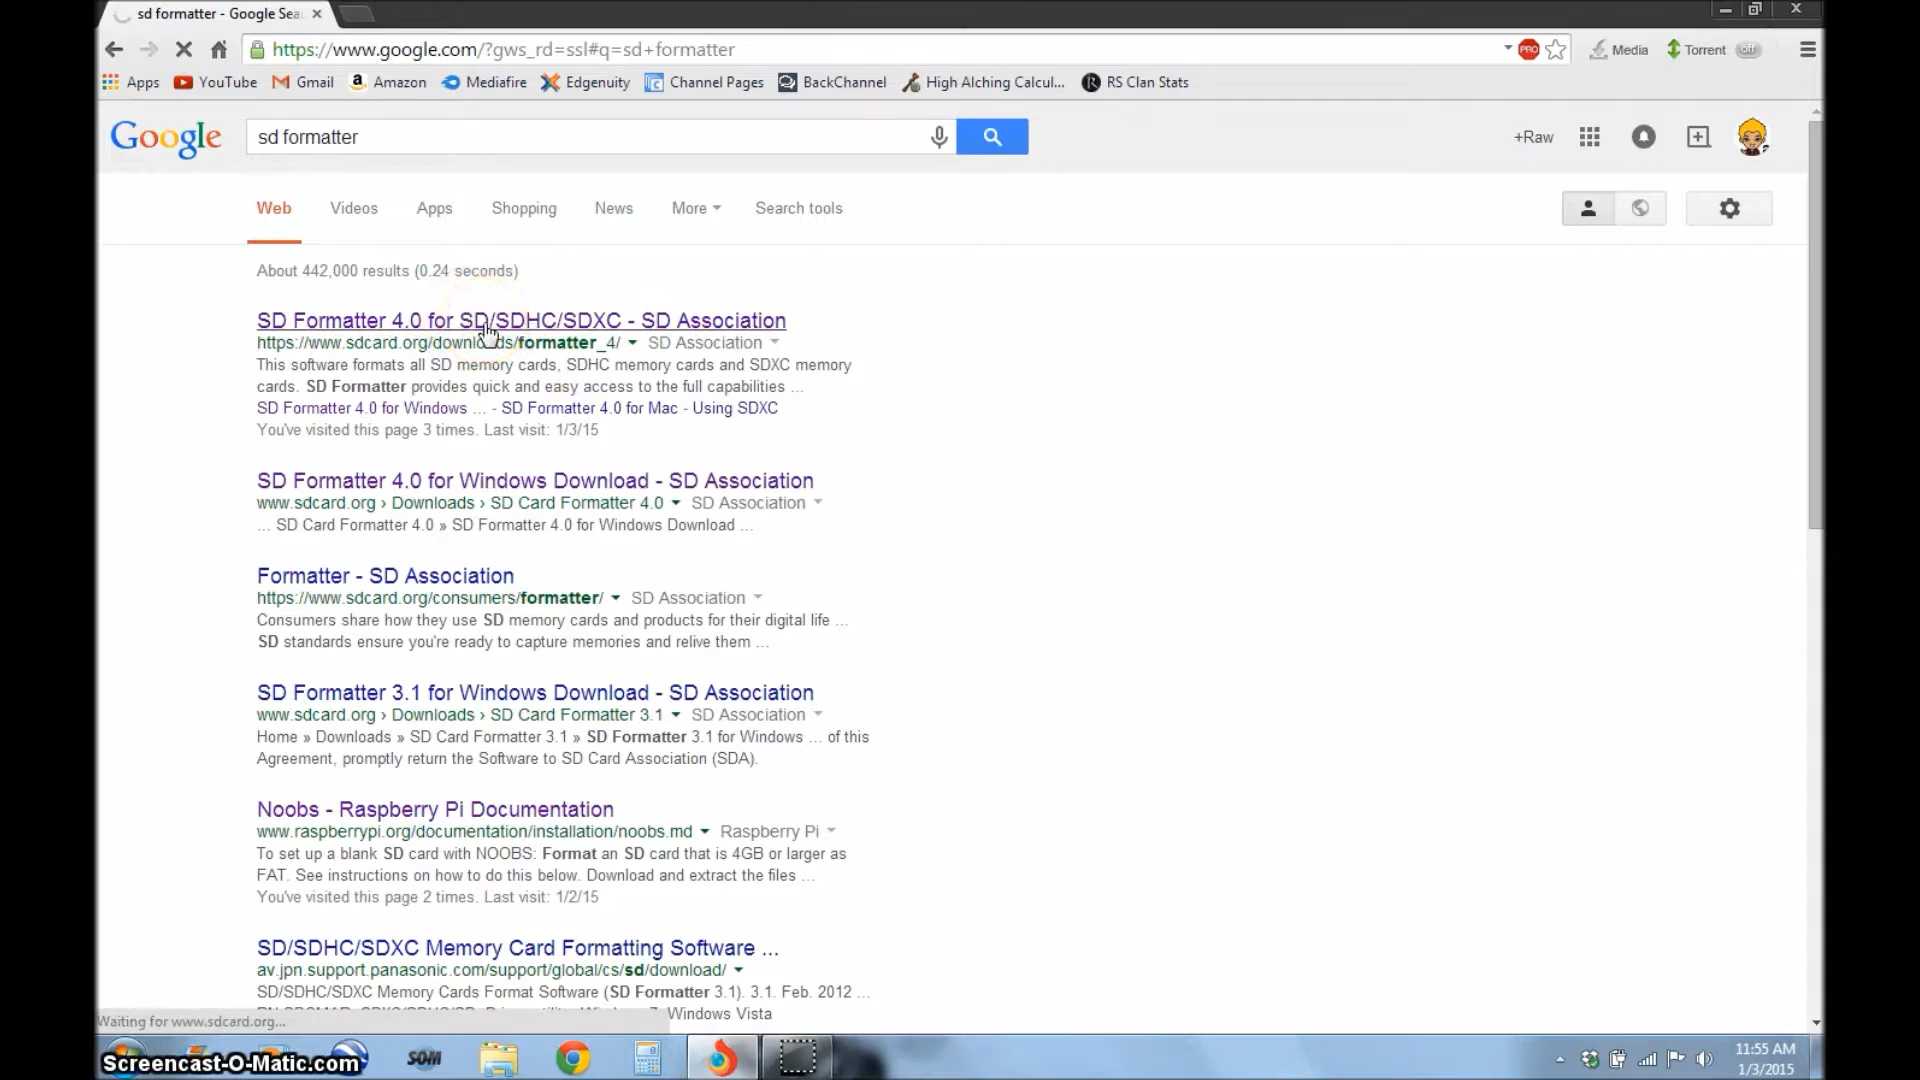 sd formatter - Google Sea
https://www.google.com/?gws_rd=ssl#q=sd+formatter
PRO
Media
Torrent
off
Apps
YouTube
Gmail
Amazon
Mediafire
Edgenuity
Channel Pages
BackChannel
High Alching Calcul...
RS Clan Stats
Google
sd formatter
+Raw
Web
Videos
Apps
Shopping
News
More
Search tools
About 442,000 results (0.24 seconds)
SD Formatter 4.0 for SD/SDHC/SDXC - SD Association
https://www.sdcard.org/downloads/formatter_4/ SD Association
This software formats all SD memory cards, SDHC memory cards and SDXC memory
cards. SD Formatter provides quick and easy access to the full capabilities ...
SD Formatter 4.0 for Windows ... - SD Formatter 4.0 for Mac - Using SDXC
You've visited this page 3 times. Last visit: 1/3/15
SD Formatter 4.0 for Windows Download - SD Association
www.sdcard.org › Downloads › SD Card Formatter 4.0 SD Association
... SD Card Formatter 4.0 » SD Formatter 4.0 for Windows Download ...
Formatter - SD Association
https://www.sdcard.org/consumers/formatter/ SD Association
Consumers share how they use SD memory cards and products for their digital life ...
SD standards ensure you're ready to capture memories and relive them ...
SD Formatter 3.1 for Windows Download - SD Association
www.sdcard.org › Downloads › SD Card Formatter 3.1 SD Association
Home » Downloads » SD Card Formatter 3.1 » SD Formatter 3.1 for Windows ... of this
Agreement, promptly return the Software to SD Card Association (SDA).
Noobs - Raspberry Pi Documentation
www.raspberrypi.org/documentation/installation/noobs.md Raspberry Pi
To set up a blank SD card with NOOBS: Format an SD card that is 4GB or larger as
FAT. See instructions on how to do this below. Download and extract the files ...
You've visited this page 2 times. Last visit: 1/2/15
SD/SDHC/SDXC Memory Card Formatting Software ...
av.jpn.support.panasonic.com/support/global/cs/sd/download/
SD/SDHC/SDXC Memory Cards Format Software (SD Formatter 3.1). 3.1. Feb. 2012 ...
Windows Vista
Waiting for www.sdcard.org...
SOM
Screencast-O-Matic.com
11:55 AM
1/3/2015